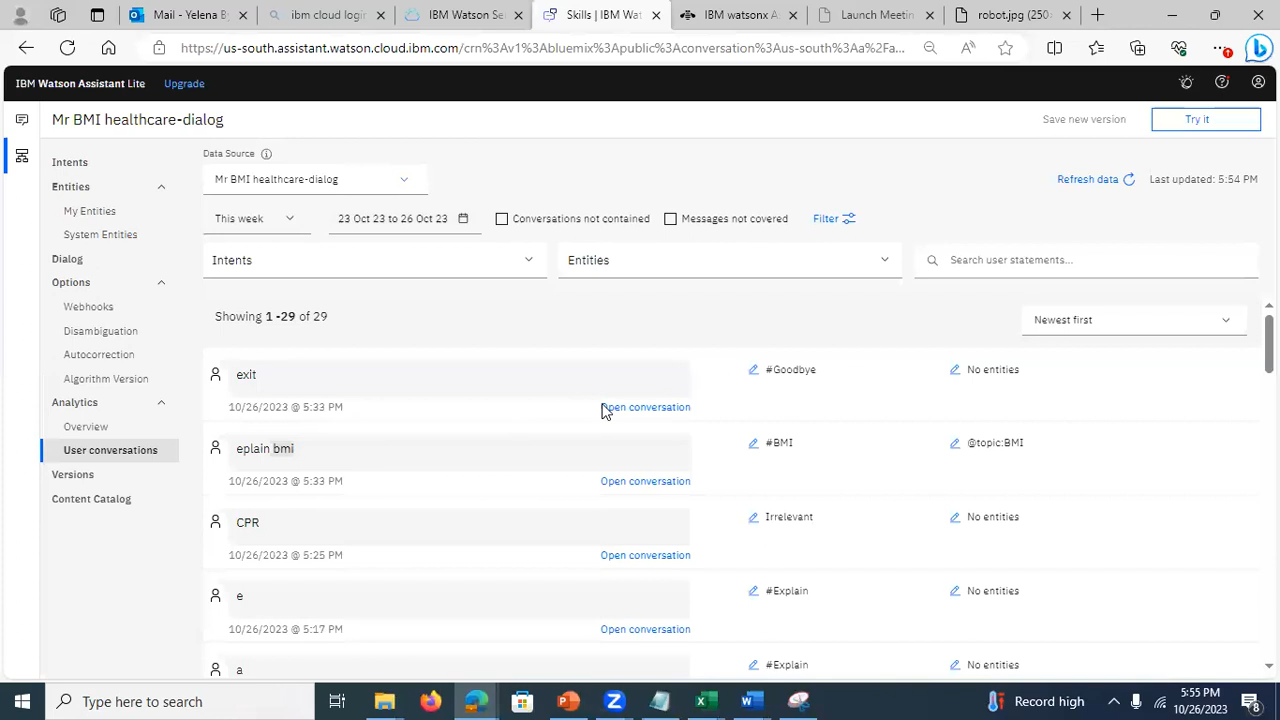 Mail - Yelena By
ibm cloud login
IBM Watson Se
Skills | IBM Wat
IBM watsonx A
Launch Meetin
robot.jpg (250×
https://us-south.assistant.watson.cloud.ibm.com/crn%3Av1%3Abluemix%3Apublic%3Aconversation%3Aus-south%3Aa%2Fa...
IBM Watson Assistant Lite
Upgrade
Mr BMI healthcare-dialog
Save new version
Try it
Intents
Entities
My Entities
System Entities
Dialog
Options
Webhooks
Disambiguation
Autocorrection
Algorithm Version
Analytics
Overview
User conversations
Versions
Content Catalog
Data Source
Mr BMI healthcare-dialog
Refresh data
Last updated: 5:54 PM
This week
23 Oct 23 to 26 Oct 23
Conversations not contained
Messages not covered
Filter
Intents
Entities
Search user statements...
Showing 1 -29 of 29
Newest first
exit
#Goodbye
No entities
10/26/2023 @ 5:33 PM
Open conversation
eplain bmi
#BMI
@topic:BMI
10/26/2023 @ 5:33 PM
Open conversation
CPR
Irrelevant
No entities
10/26/2023 @ 5:25 PM
Open conversation
e
#Explain
No entities
10/26/2023 @ 5:17 PM
Open conversation
a
#Explain
No entities
Type here to search
Record high
5:55 PM
10/26/2023
8